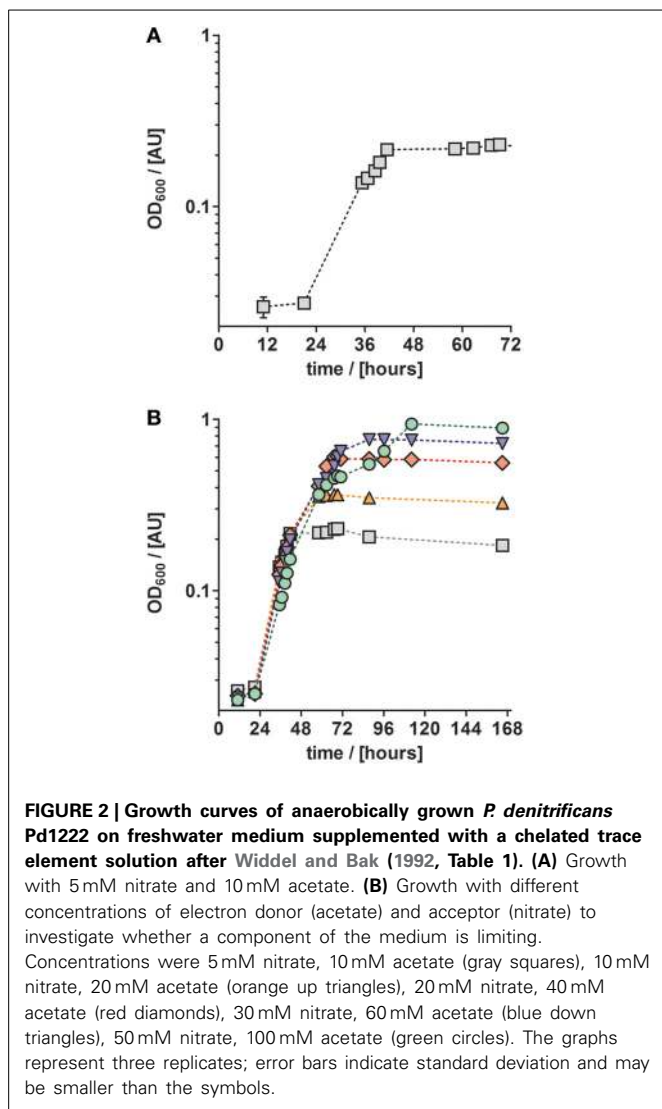 A
1
0.1
OD600 / [AU]
0 12 24 36 48 60 72
time / [hours]
B
1
0.1
OD600 / [AU]
0 24 48 72 96 120 144 168
time / [hours]
FIGURE 2 | Growth curves of anaerobically grown P. denitrificans
Pd1222 on freshwater medium supplemented with a chelated trace
element solution after Widdel and Bak (1992, Table 1). (A) Growth
with 5 mM nitrate and 10 mM acetate. (B) Growth with different
concentrations of electron donor (acetate) and acceptor (nitrate) to
investigate whether a component of the medium is limiting.
Concentrations were 5 mM nitrate, 10 mM acetate (gray squares), 10 mM
nitrate, 20 mM acetate (orange up triangles), 20 mM nitrate, 40 mM
acetate (red diamonds), 30 mM nitrate, 60 mM acetate (blue down
triangles), 50 mM nitrate, 100 mM acetate (green circles). The graphs
represent three replicates; error bars indicate standard deviation and may
be smaller than the symbols.